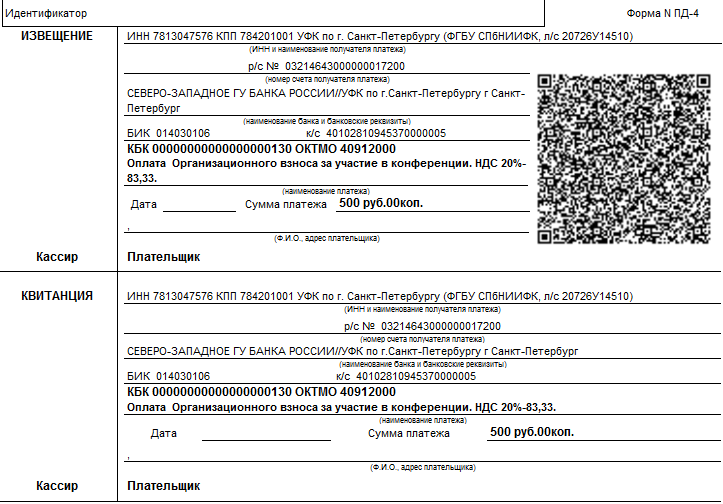 Идентификатор
Форма N ПД-4
ИЗВЕЩЕНИЕ
ИНН 7813047576 КПП 784201001 УФК по г. Санкт-Петербургу (ФГБУ СПбНИИФК, л/с 20726У14510)
(ИНН и наименование получателя платежа)
р/с № 03214643000000017200
(номер счета получателя платежа)
СЕВЕРО-ЗАПАДНОЕ ГУ БАНКА РОССИИ//УФК по г.Санкт-Петербургу г Санкт-
Петербург
(наименование банка и банковские реквизиты)
БИК 014030106 к/с 40102810945370000005
КБК 00000000000000000130 ОКТМО 40912000
Оплата Организационного взноса за участие в конференции. НДС 20%-
83,33.
(наименование платежа)
Дата Сумма платежа 500 руб.00коп.
,
(Ф.И.О., адрес плательщика)
Кассир Плательщик
КВИТАНЦИЯ
ИНН 7813047576 КПП 784201001 УФК по г. Санкт-Петербургу (ФГБУ СПбНИИФК, л/с 20726У14510)
(ИНН и наименование получателя платежа)
р/с № 03214643000000017200
(номер счета получателя платежа)
СЕВЕРО-ЗАПАДНОЕ ГУ БАНКА РОССИИ//УФК по г.Санкт-Петербургу г Санкт-Петербург
(наименование банка и банковские реквизиты)
БИК 014030106 к/с 40102810945370000005
КБК 00000000000000000130 ОКТМО 40912000
Оплата Организационного взноса за участие в конференции. НДС 20%-83,33.
(наименование платежа)
Дата Сумма платежа 500 руб.00коп.
,
(Ф.И.О., адрес плательщика)
Кассир Плательщик